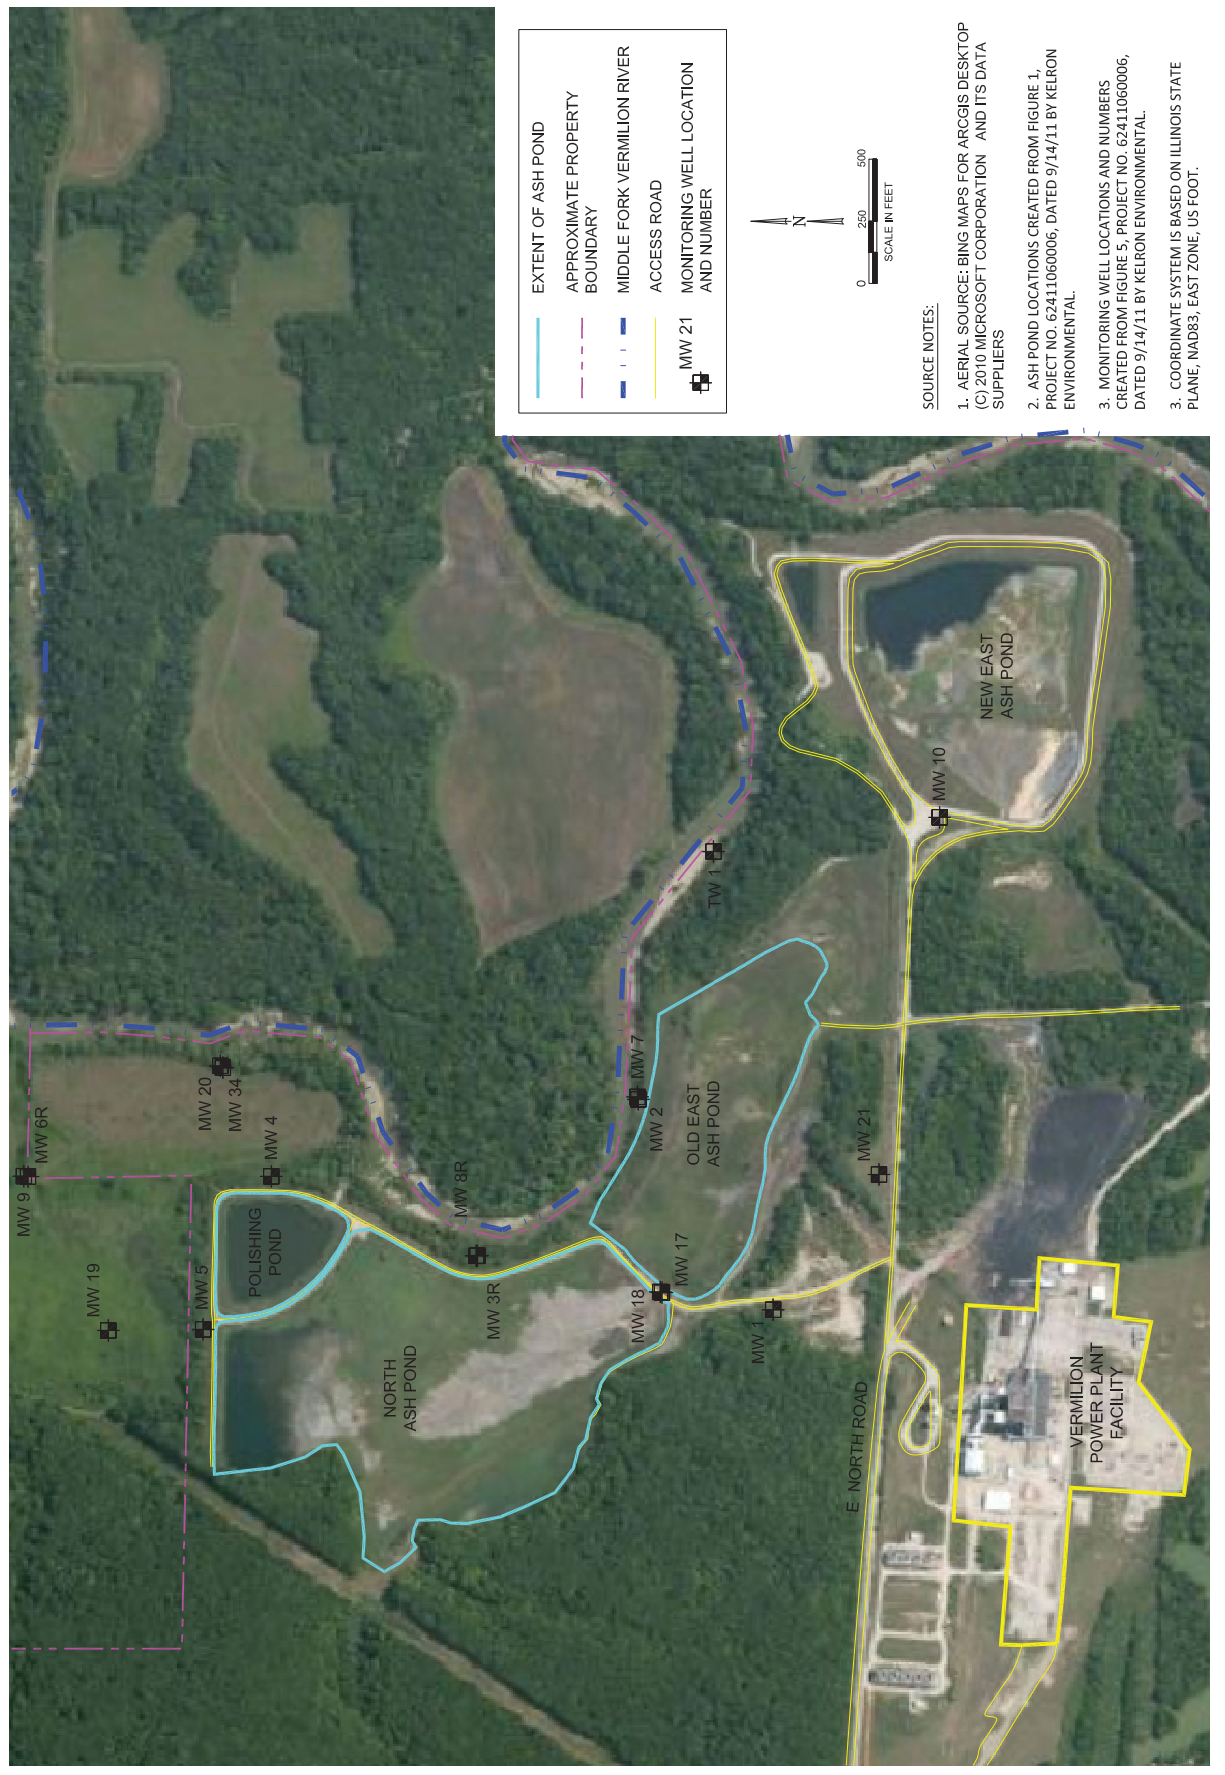 EXTENT OF ASH POND
APPROXIMATE PROPERTY
BOUNDARY
MIDDLE FORK VERMILION RIVER
ACCESS ROAD
MW 21
MONITORING WELL LOCATION
AND NUMBER
N
0
250
500
SCALE IN FEET
SOURCE NOTES:
1. AERIAL SOURCE: BING MAPS FOR ARCGIS DESKTOP
(C) 2010 MICROSOFT CORPORATION AND ITS DATA
SUPPLIERS
2. ASH POND LOCATIONS CREATED FROM FIGURE 1,
PROJECT NO. 62411060006, DATED 9/14/11 BY KELRON
ENVIRONMENTAL.
3. MONITORING WELL LOCATIONS AND NUMBERS
CREATED FROM FIGURE 5, PROJECT NO. 62411060006,
DATED 9/14/11 BY KELRON ENVIRONMENTAL.
3. COORDINATE SYSTEM IS BASED ON ILLINOIS STATE
PLANE, NAD83, EAST ZONE, US FOOT.
MW 9
MW 6R
MW 19
MW 20
MW 34
MW 5
MW 4
POLISHING
POND
MW 8R
MW 3R
NORTH
ASH POND
MW 7
MW 2
OLD EAST
ASH POND
TW 1
MW 17
MW 18
MW 1
MW 21
MW 10
NEW EAST
ASH POND
E NORTH ROAD
VERMILION
POWER PLANT
FACILITY